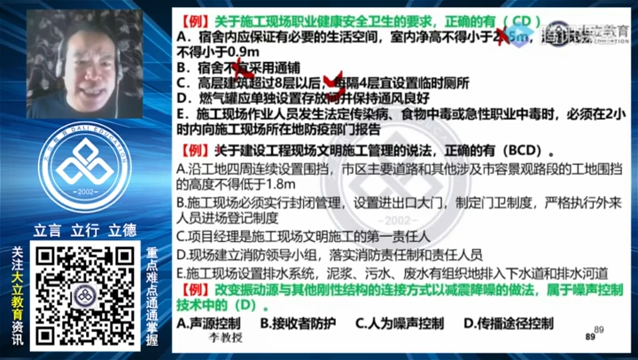 【例】关于施工现场职业健康安全卫生的要求，正确的有（ CD ）
A．宿舍内应保证有必要的生活空间，室内净高不得小于2.5m，
不得小于0.9m
B．宿舍不宜采用通铺
C．高层建筑超过8层以后，每隔4层宜设置临时厕所
D．燃气罐应单独设置存放间并保持通风良好
E．施工现场作业人员发生法定传染病、食物中毒或急性职业中毒时，必须在2小
时内向施工现场所在地防疫部门报告
【例】关于建设工程现场文明施工管理的说法，正确的有（BCD）。
A.沿工地四周连续设置围挡，市区主要道路和其他涉及市容景观路段的工地围挡
的高度不得低于1.8m
B.施工现场必须实行封闭管理，设置进出口大门，制定门卫制度，严格执行外来
人员进场登记制度
C.项目经理是施工现场文明施工的第一责任人
D.现场建立消防领导小组，落实消防责任制和责任人员
E.施工现场设置排水系统，泥浆、污水、废水有组织地排入下水道和排水河道
【例】改变振动源与其他刚性结构的连接方式以减震降噪的做法，属于噪声控制
技术中的（D）。
A.声源控制 B.接收者防护 C.人为噪声控制 D.传播途径控制
李教授
89
89
DALI EDUCATION
2002
立言 立行 立德
关注大立教育资讯
重点难点通通掌握
2002